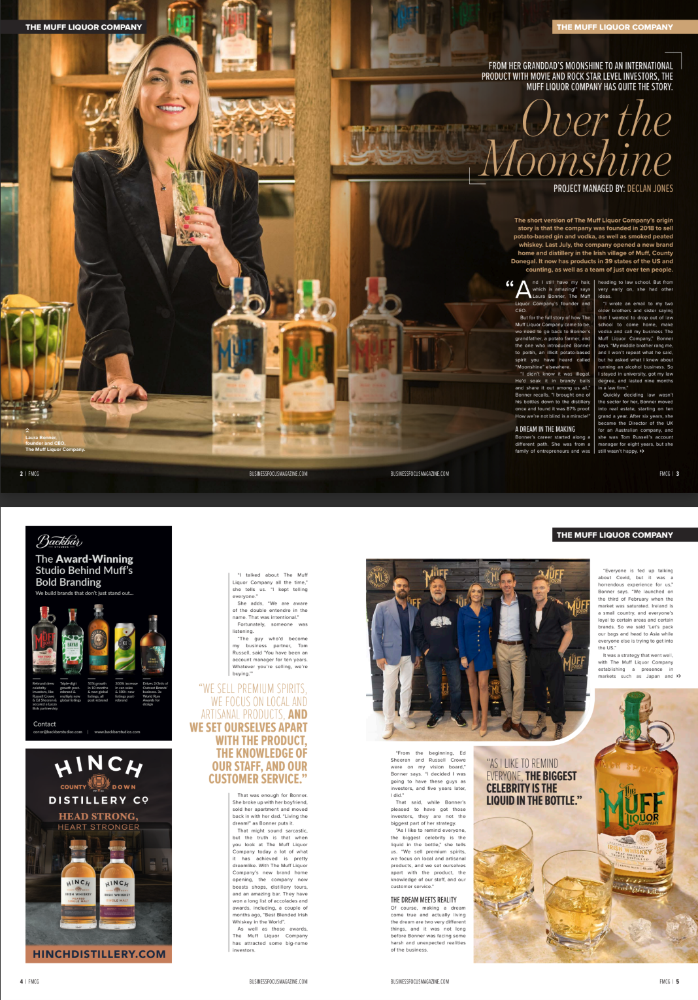 THE MUFF LIQUOR COMPANY
THE MUFF LIQUOR COMPANY
FROM HER GRANDDAD'S MOONSHINE TO AN INTERNATIONAL
PRODUCT WITH MOVIE AND ROCK STAR LEVEL INVESTORS, THE
MUFF LIQUOR COMPANY HAS QUITE THE STORY.
Over the
Moonshine
PROJECT MANAGED BY: DECLAN JONES
The short version of The Muff Liquor Company's origin
story is that the company was founded in 2018 to sell
potato-based gin and vodka, as well as smoked peated
whiskey. Last July, the company opened a new brand
home and distillery in the Irish village of Muff, County
Donegal. It now has products in 39 states of the US and
counting, as well as a team of just over ten people.
“And I still have my hair,
which is amazing!” says
Laura Bonner, The Muff
Liquor Company's founder and
CEO.
But for the full story of how The
Muff Liquor Company came to be,
we need to go back to Bonner's
grandfather, a potato farmer, and
the one who introduced Bonner
to poitín, an illicit potato-based
spirit you have heard called
“Moonshine” elsewhere.
“I didn't know it was illegal.
He'd soak it in brandy balls
and share it out among us all,”
Bonner recalls. “I brought one of
his bottles down to the distillery
once and found it was 87% proof.
How we're not blind is a miracle!”
A DREAM IN THE MAKING
Bonner's career started along a
different path. She was from a
family of entrepreneurs and was
heading to law school. But from
very early on, she had other
ideas.
“I wrote an email to my two
older brothers and sister saying
that I wanted to drop out of law
school to come home, make
vodka and call my business The
Muff Liquor Company,” Bonner
says. “My middle brother rang me,
and I won't repeat what he said,
but he asked what I knew about
running an alcohol business. So
I stayed in university, got my law
degree, and lasted nine months
in a law firm.”
Quickly deciding law wasn't
the sector for her, Bonner moved
into real estate, starting on ten
grand a year. After six years, she
became the Director of the UK
for an Australian company, and
she was Tom Russell's account
manager for eight years, but she
still wasn't happy. >>
Laura Bonner,
founder and CEO,
The Muff Liquor Company.
2 | FMCG
BUSINESSFOCUSMAGAZINE.COM
BUSINESSFOCUSMAGAZINE.COM
FMCG | 3
Backbar
STUDIOS
The Award-Winning
Studio Behind Muff's
Bold Branding
We build brands that don't just stand out...
MUFF
BAYAB
TWO
Rebrand drew
celebrity
investors, like
Russell Crowe
& Ed Sheeran &
secured a Lucas
Bols partnership
Triple-digit
growth post-
rebrand &
multiple new
global listings
50% growth
in 10 months
& new global
listings, all
post-rebrand
300% increase
in can sales
& 100+ new
listings post-
rebrand
Drives 2/3rds of
Outcast Brands'
business. 3x
World Rum
Awards for
design
Contact
conor@backbarstudios.com | www.backbarstudios.com
HINCH
COUNTY DOWN
DISTILLERY CO
HEAD STRONG,
HEART STRONGER
HINCH
IRISH WHISKEY
PEATED
SINGLE MALT
HINCH
IRISH WHISKEY
SINGLE MALT
HINCHDISTILLERY.COM
“I talked about The Muff
Liquor Company all the time,”
she tells us. “I kept telling
everyone.”
She adds, “We are aware
of the double entendre in the
name. That was intentional.”
Fortunately, someone was
listening.
“The guy who'd become
my business partner, Tom
Russell, said ‘You have been an
account manager for ten years.
Whatever you're selling, we're
buying.’”
“WE SELL PREMIUM SPIRITS,
WE FOCUS ON LOCAL AND
ARTISANAL PRODUCTS, AND
WE SET OURSELVES APART
WITH THE PRODUCT,
THE KNOWLEDGE OF
OUR STAFF, AND OUR
CUSTOMER SERVICE.”
That was enough for Bonner.
She broke up with her boyfriend,
sold her apartment and moved
back in with her dad. “Living the
dream!” as Bonner puts it.
That might sound sarcastic,
but the truth is that when
you look at The Muff Liquor
Company today a lot of what
it has achieved is pretty
dreamlike. With The Muff Liquor
Company's new brand home
opening, the company now
boasts shops, distillery tours,
and an amazing bar. They have
won a long list of accolades and
awards, including, a couple of
months ago, “Best Blended Irish
Whiskey in the World”.
As well as those awards,
The Muff Liquor Company
has attracted some big-name
investors.
THE MUFF LIQUOR COMPANY
“From the beginning, Ed
Sheeran and Russell Crowe
were on my vision board,”
Bonner says. “I decided I was
going to have these guys as
investors, and five years later,
I did.”
That said, while Bonner's
pleased to have got those
investors, they are not the
biggest part of her strategy.
“As I like to remind everyone,
the biggest celebrity is the
liquid in the bottle,” she tells
us. “We sell premium spirits,
we focus on local and artisanal
products, and we set ourselves
apart with the product, the
knowledge of our staff, and our
customer service.”
THE DREAM MEETS REALITY
Of course, making a dream
come true and actually living
the dream are two very different
things, and it was not long
before Bonner was facing some
harsh and unexpected realities
of the business.
“Everyone is fed up talking
about Covid, but it was a
horrendous experience for us,”
Bonner says. “We launched on
the third of February when the
market was saturated. Ireland is
a small country, and everyone's
loyal to certain areas and certain
brands. So we said ‘Let's pack
our bags and head to Asia while
everyone else is trying to get into
the US.”
It was a strategy that went well,
with The Muff Liquor Company
establishing a presence in
markets such as Japan and >>
“AS I LIKE TO REMIND
EVERYONE, THE BIGGEST
CELEBRITY IS THE
LIQUID IN THE BOTTLE.”
The
MUFF
LIQUOR
COMPANY
IRISH WHISKEY
PEAT-SMOKED
TRIPLE DISTILLED
4 | FMCG
BUSINESSFOCUSMAGAZINE.COM
BUSINESSFOCUSMAGAZINE.COM
FMCG | 5